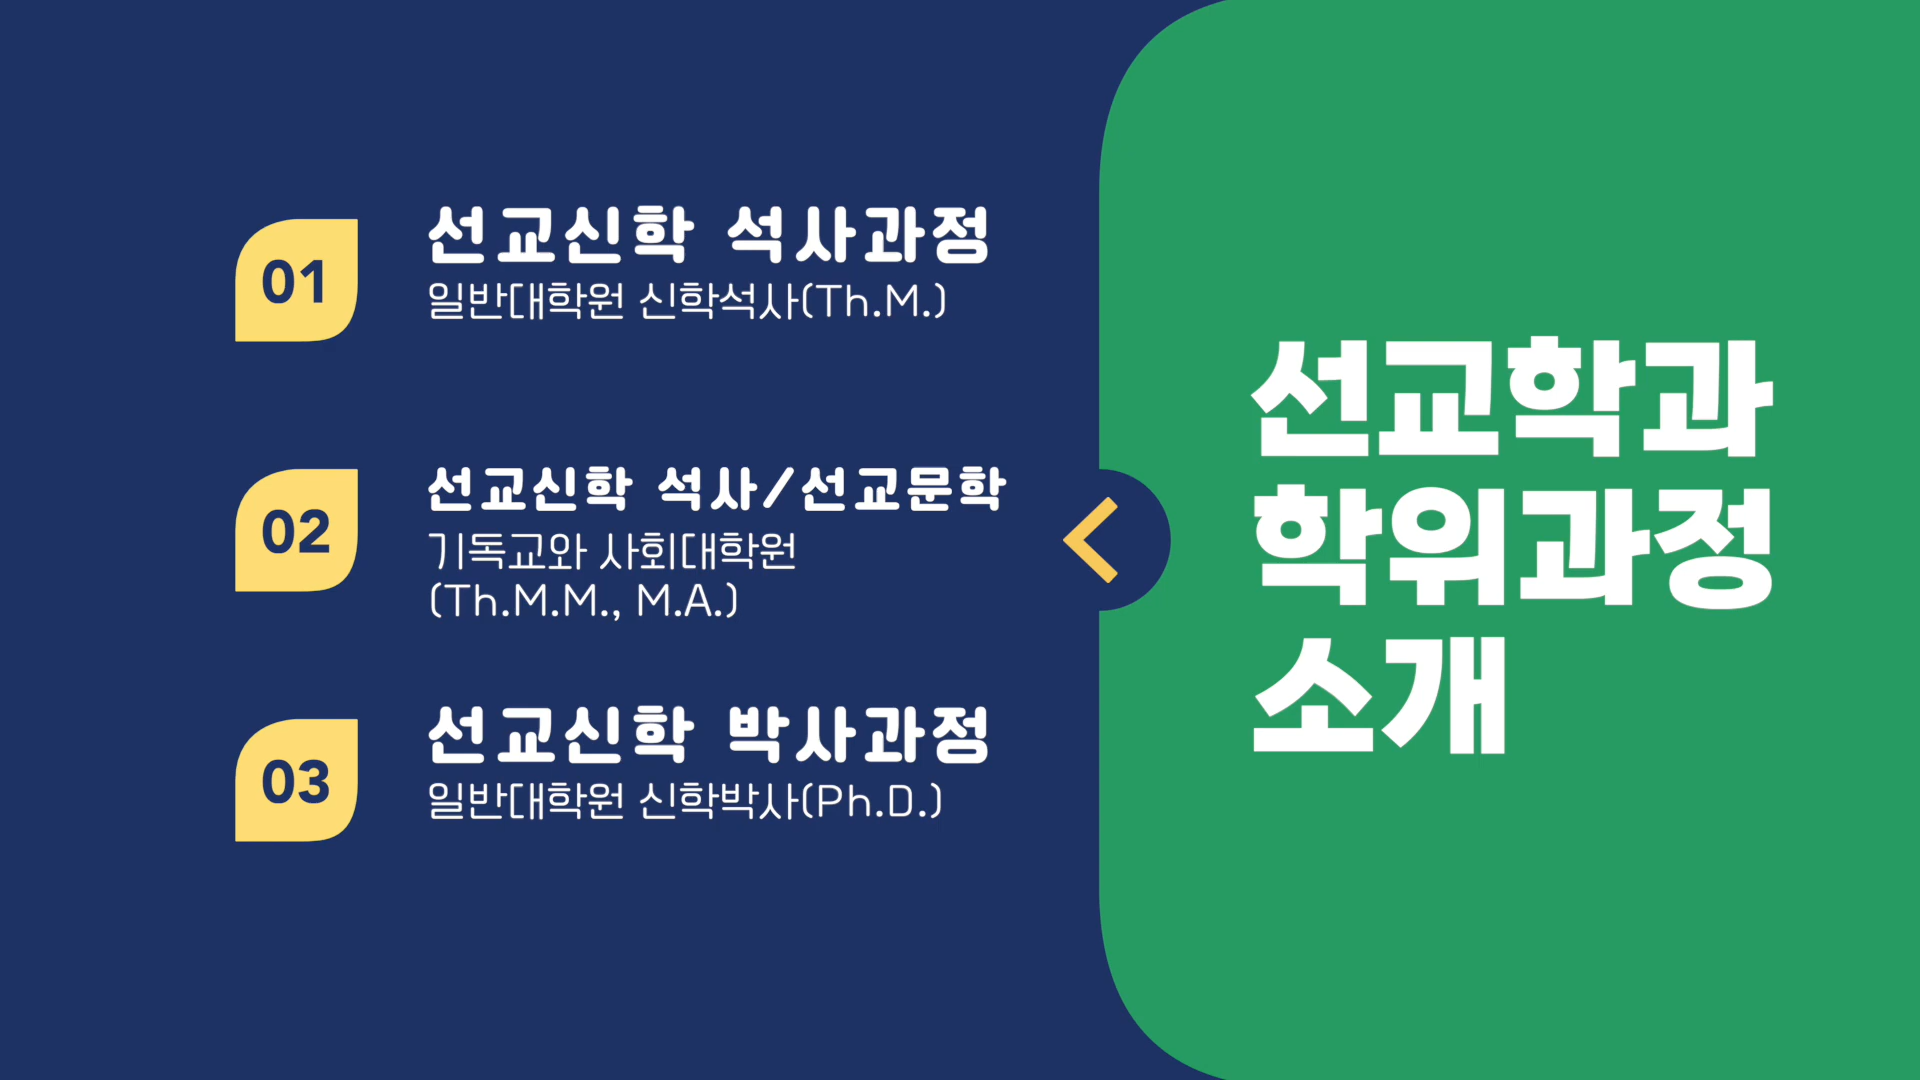 01
선교신학 석사과정
일반대학원 신학석사(Th.M.)
02
선교신학 석사/선교문학
기독교와 사회대학원
(Th.M.M., M.A.)
03
선교신학 박사과정
일반대학원 신학박사(Ph.D.)
선교학과
학위과정
소개